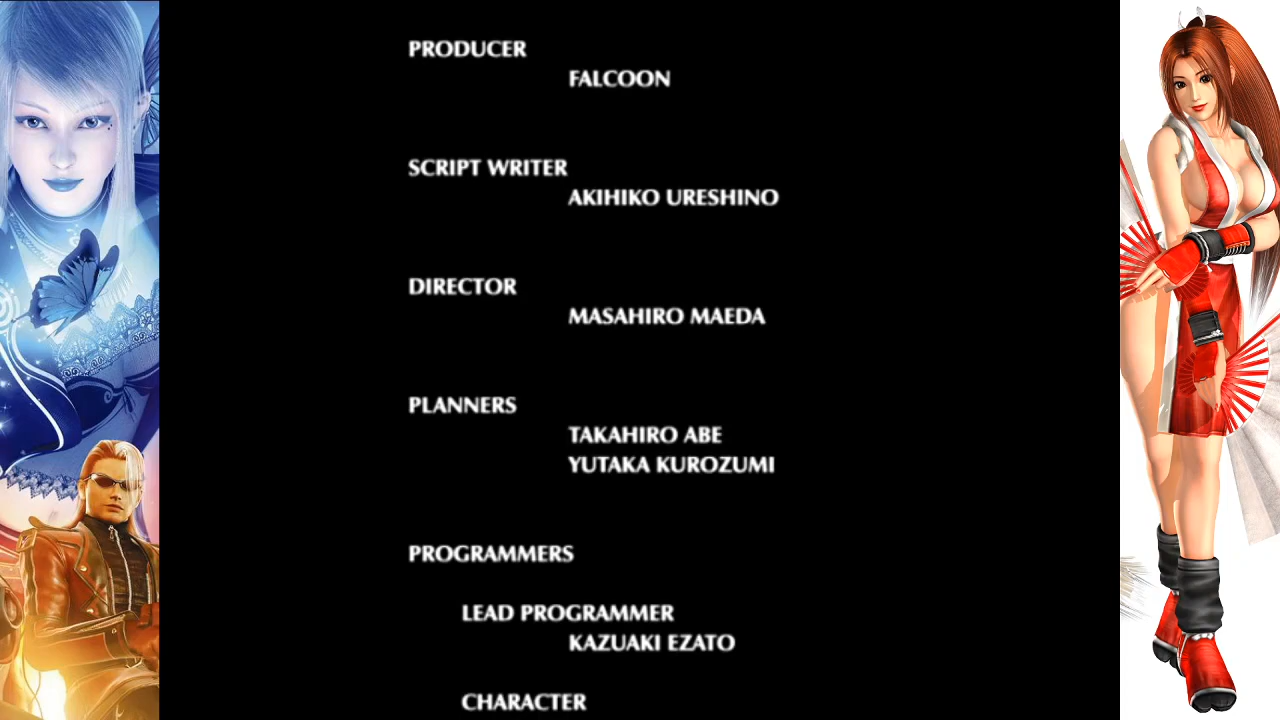 PRODUCER
FALCOON
SCRIPT WRITER
AKIHIKO URESHINO
DIRECTOR
MASAHIRO MAEDA
PLANNERS
TAKAHIRO ABE
YUTAKA KUROZUMI
PROGRAMMERS
LEAD PROGRAMMER
KAZUAKI EZATO
CHARACTER